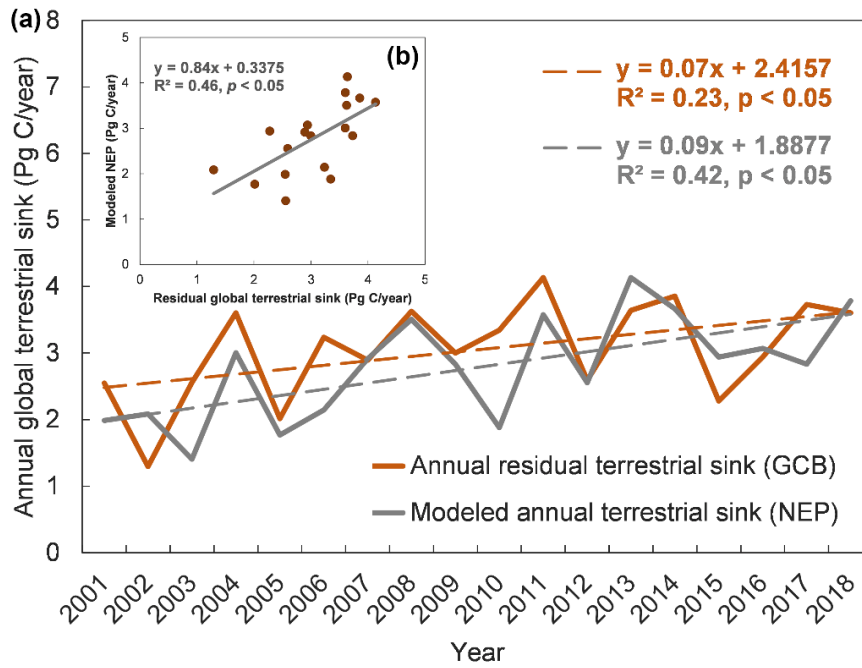 (a)
8
7
6
5
4
3
2
1
0
Annual global terrestrial sink (Pg C/year)
(b)
y = 0.84x + 0.3375
R² = 0.46, p < 0.05
5
4
3
2
1
0
Modeled NEP (Pg C/year)
0 1 2 3 4 5
Residual global terrestrial sink (Pg C/year)
y = 0.07x + 2.4157
R² = 0.23, p < 0.05
y = 0.09x + 1.8877
R² = 0.42, p < 0.05
Annual residual terrestrial sink (GCB)
Modeled annual terrestrial sink (NEP)
2001 2002 2003 2004 2005 2006 2007 2008 2009 2010 2011 2012 2013 2014 2015 2016 2017 2018
Year